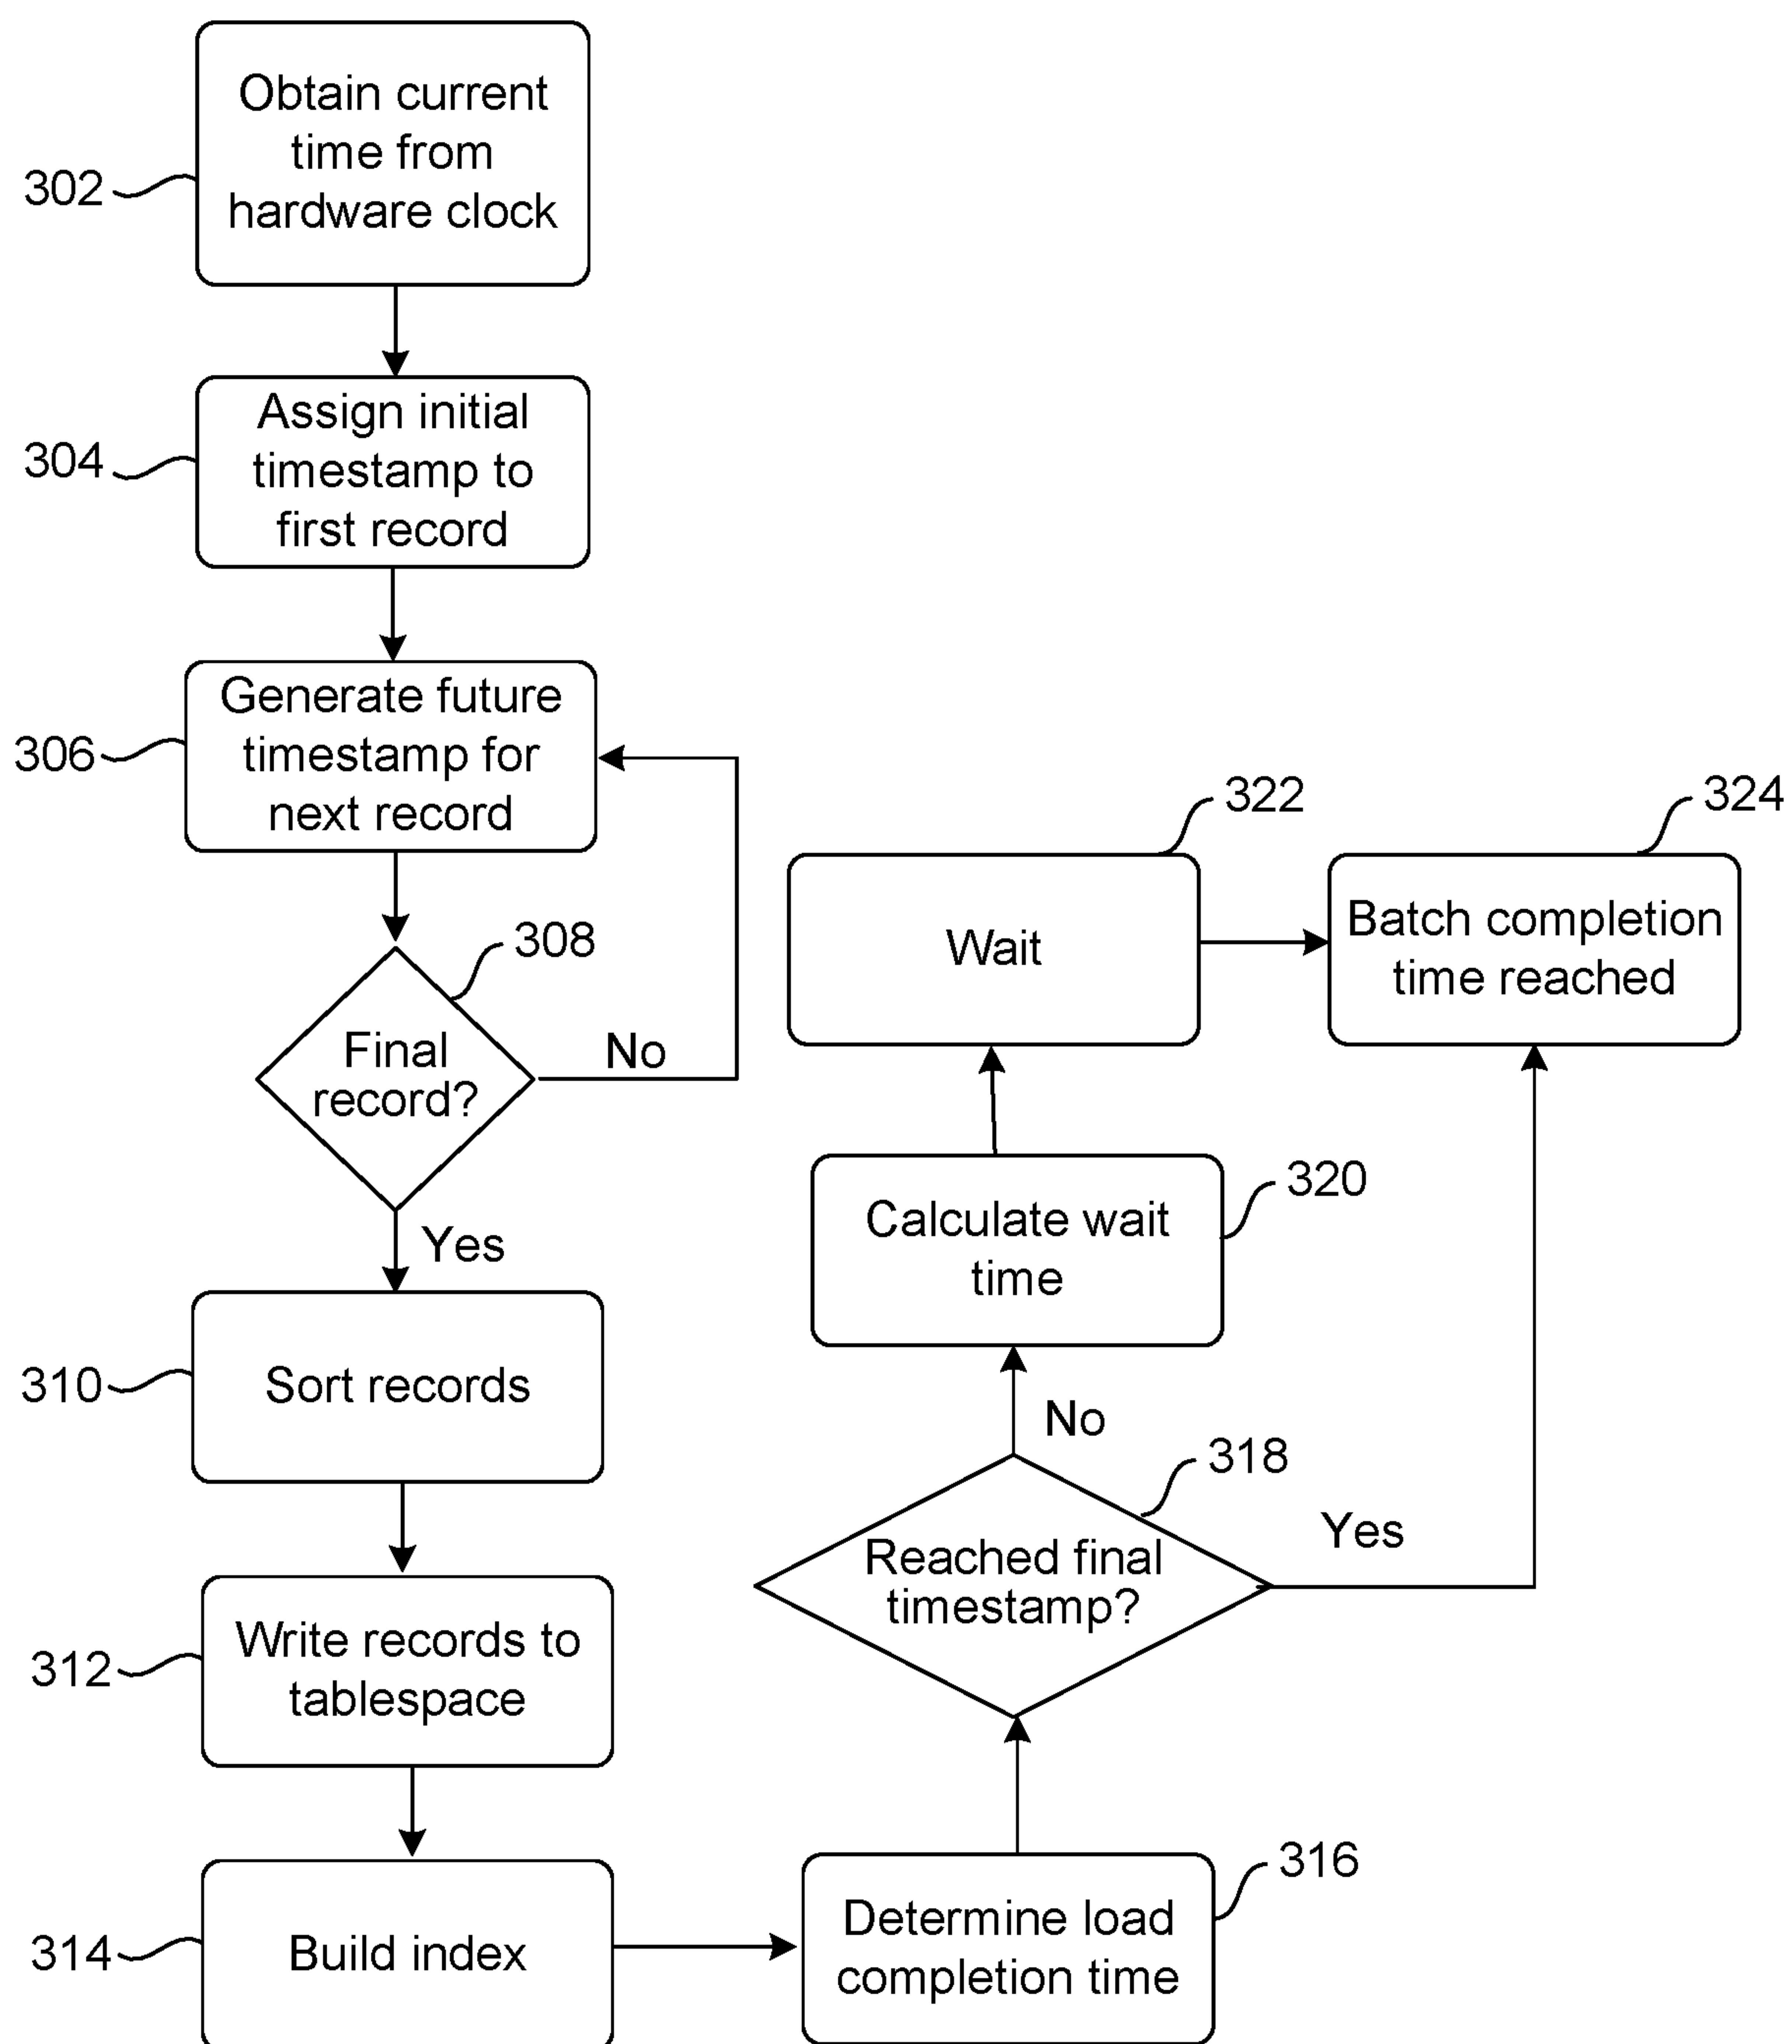 Obtain current
time from
hardware clock
302
Assign initial
timestamp to
first record
304
Generate future
timestamp for
next record
306
308
Final
record?
No
Yes
Sort records
310
Write records to
tablespace
312
Build index
314
Determine load
completion time
316
318
Reached final
timestamp?
No
Yes
Calculate wait
time
320
322
Wait
324
Batch completion
time reached